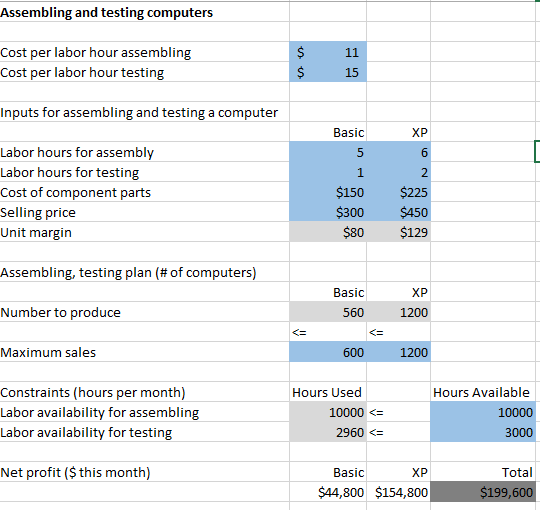 Assembling and testing computers
Cost per labor hour assembling $ 11
Cost per labor hour testing $ 15
Inputs for assembling and testing a computer
Basic XP
Labor hours for assembly 5 6
Labor hours for testing 1 2
Cost of component parts $150 $225
Selling price $300 $450
Unit margin $80 $129
Assembling, testing plan (# of computers)
Basic XP
Number to produce 560 1200
<= <=
Maximum sales 600 1200
Constraints (hours per month) Hours Used Hours Available
Labor availability for assembling 10000 <= 10000
Labor availability for testing 2960 <= 3000
Net profit ($ this month) Basic XP Total
$44,800 $154,800 $199,600